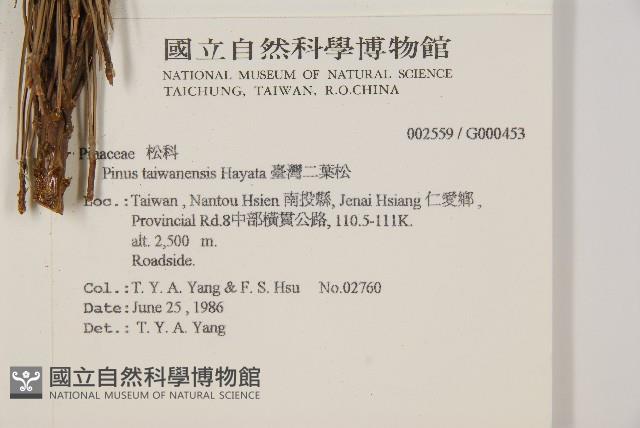 國立自然科學博物館
NATIONAL MUSEUM OF NATURAL SCIENCE
TAICHUNG, TAIWAN, R.O.CHINA
002559 / G000453
Pinaceae 松科
Pinus taiwanensis Hayata 臺灣二葉松
Loc.: Taiwan , Nantou Hsien 南投縣, Jenai Hsiang 仁愛鄉 ,
Provincial Rd.8中部橫貫公路, 110.5-111K.
alt. 2,500 m.
Roadside.
Col.: T. Y. A. Yang & F. S. Hsu No.02760
Date: June 25 , 1986
Det.: T. Y. A. Yang
國立自然科學博物館
NATIONAL MUSEUM OF NATURAL SCIENCE